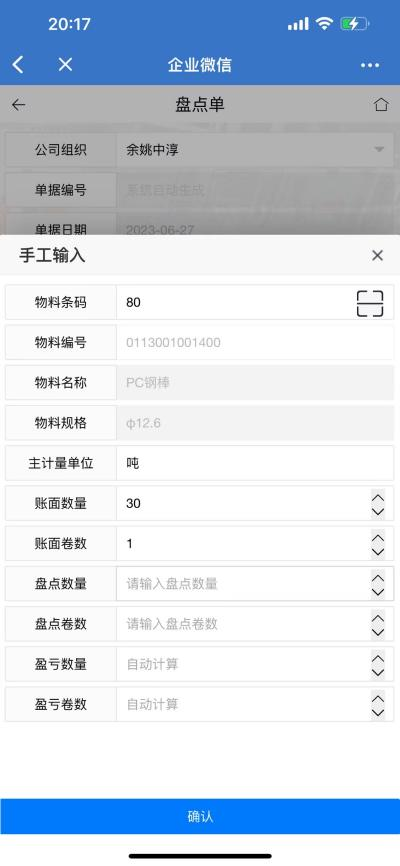 20:17
企业微信
盘点单
公司组织 余姚中淳
单据编号 系统自动生成
单据日期 2023-06-27
手工输入
物料条码 80
物料编号 0113001001400
物料名称 PC钢棒
物料规格 φ12.6
主计量单位 吨
账面数量 30
账面卷数 1
盘点数量 请输入盘点数量
盘点卷数 请输入盘点卷数
盈亏数量 自动计算
盈亏卷数 自动计算
确认